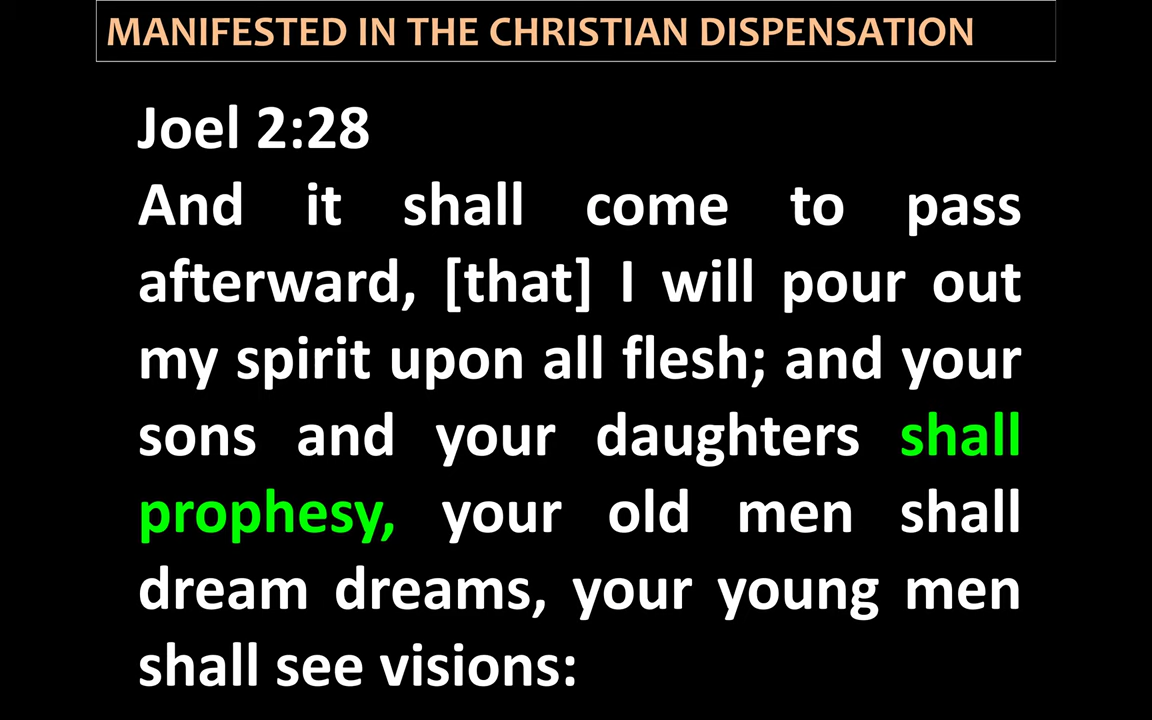 MANIFESTED IN THE CHRISTIAN DISPENSATION
Joel 2:28
And it shall come to pass
afterward, [that] I will pour out
my spirit upon all flesh; and your
sons and your daughters shall
prophesy, your old men shall
dream dreams, your young men
shall see visions: